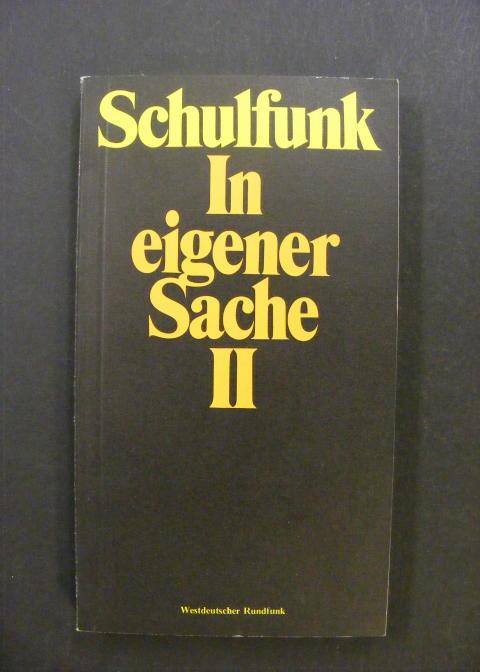 Schulfunk
In
eigener
Sache
II
Westdeutscher Rundfunk